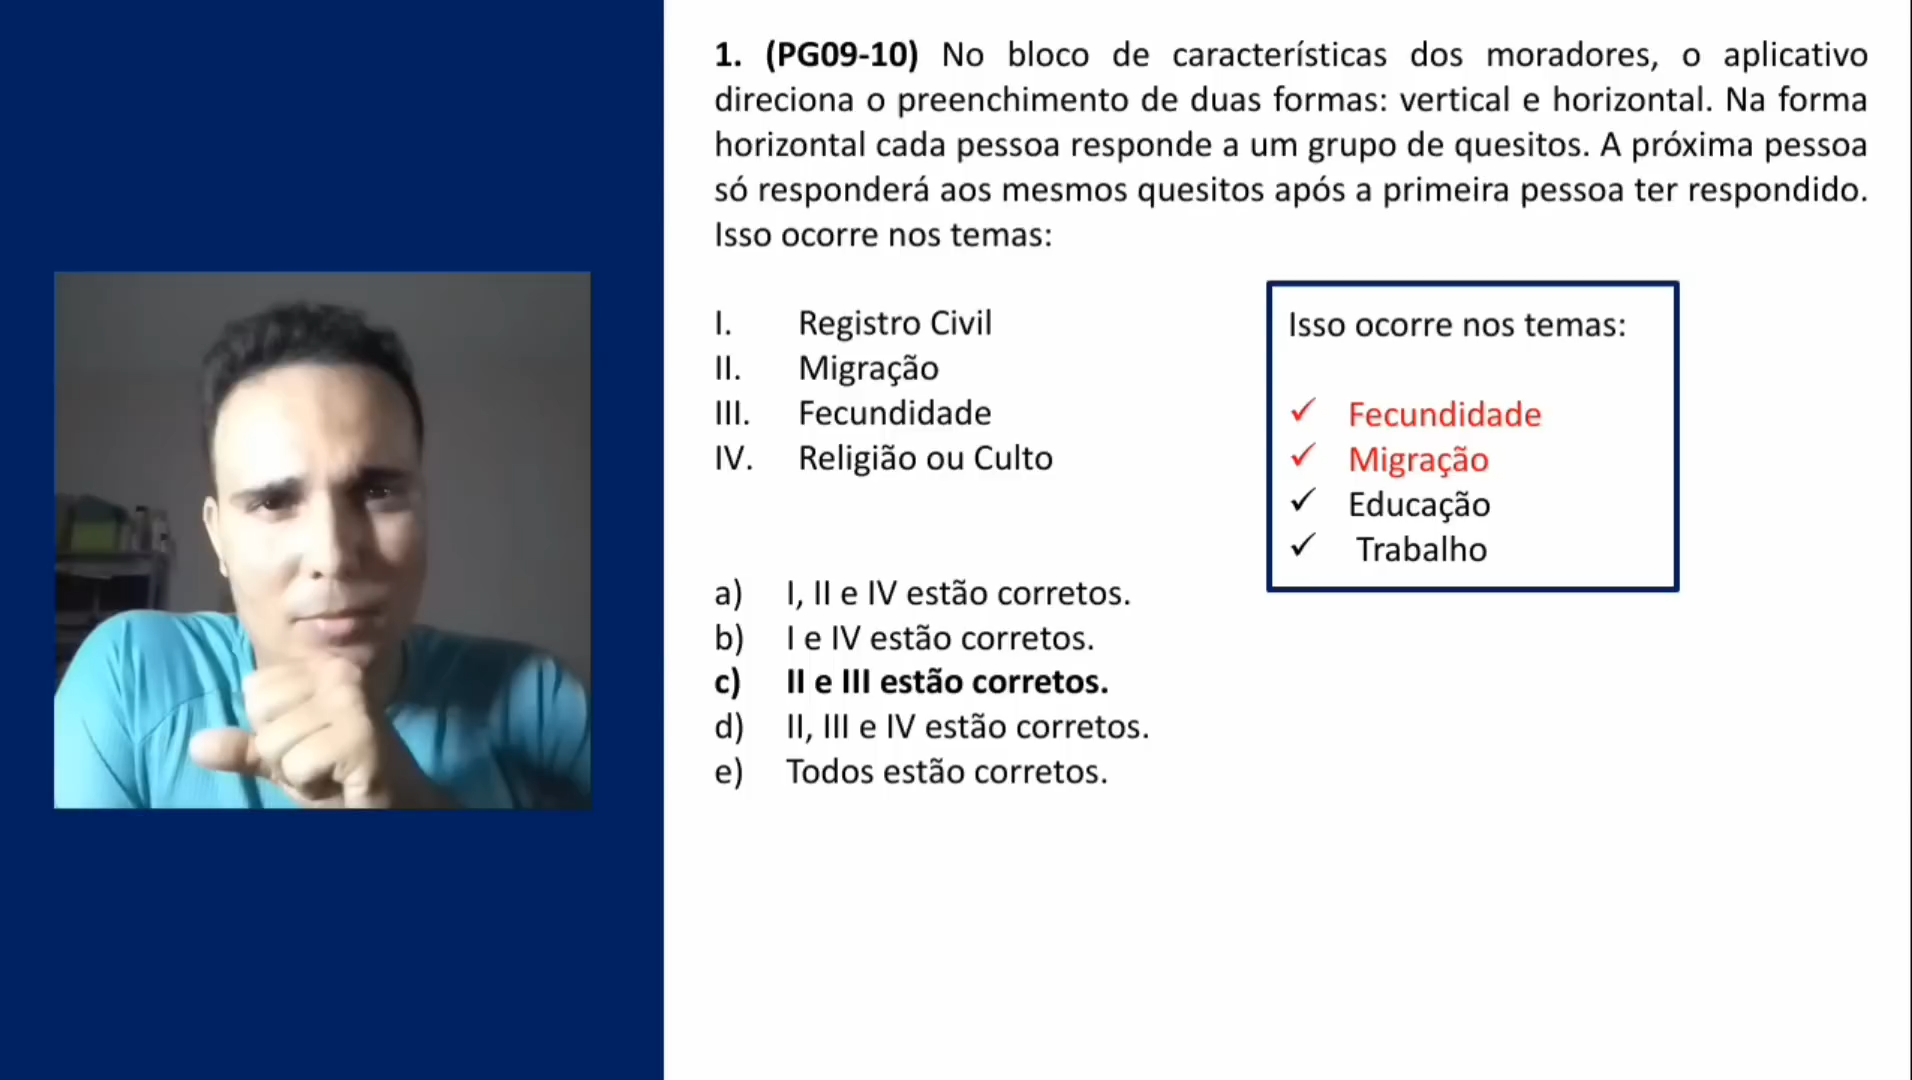 1. (PG09-10) No bloco de características dos moradores, o aplicativo
direciona o preenchimento de duas formas: vertical e horizontal. Na forma
horizontal cada pessoa responde a um grupo de quesitos. A próxima pessoa
só responderá aos mesmos quesitos após a primeira pessoa ter respondido.
Isso ocorre nos temas:
I. Registro Civil
II. Migração
III. Fecundidade
IV. Religião ou Culto
Isso ocorre nos temas:
✓ Fecundidade
✓ Migração
✓ Educação
✓ Trabalho
a) I, II e IV estão corretos.
b) I e IV estão corretos.
c) II e III estão corretos.
d) II, III e IV estão corretos.
e) Todos estão corretos.